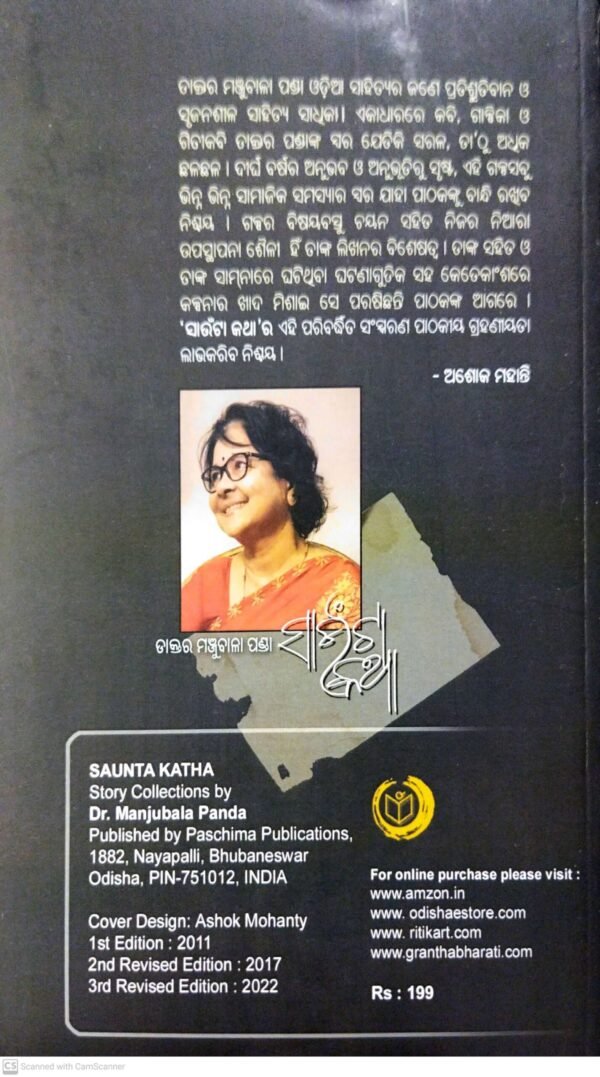 ଡାକ୍ତର ମଞ୍ଜୁବାଳା ପଣ୍ଡା ଓଡ଼ିଆ ସାହିତ୍ୟର ଜଣେ ପ୍ରତିଶ୍ରୁତିବାନ ଓ
ସୃଜନଶୀଳ ସାହିତ୍ୟ ସାଧିକା। ଏକାଧାରରେ କବି, ଗାଳ୍ପିକା ଓ
ଗିତୀକବି ଡାକ୍ତର ପଣ୍ଡାଙ୍କ ସ୍ୱର ଯେତିକି ସରଳ, ତା'ଠୁ ଅଧିକ
ଛଳଛଳ । ଦୀର୍ଘ ବର୍ଷର ଅନୁଭବ ଓ ଅନୁଭୂତିରୁ ସୃଷ୍ଟ, ଏହି ଗଳ୍ପସବୁ
ଭିନ୍ନ ଭିନ୍ନ ସାମାଜିକ ସମସ୍ୟାର ସ୍ୱର ଯାହା ପାଠକଙ୍କୁ ବାନ୍ଧି ରଖିବ
ନିଶ୍ଚୟ । ଗଳ୍ପର ବିଷୟବସ୍ତୁ ଚୟନ ସହିତ ନିଜର ନିଆରା
ଉପସ୍ଥାପନା ଶୈଳୀ ହିଁ ତାଙ୍କ ଲିଖନର ବିଶେଷତ୍ୱ । ତାଙ୍କ ସହିତ ଓ
ତାଙ୍କ ସାମ୍ନାରେ ଘଟିଥିବା ଘଟଣାଗୁଡିକ ସହ କେତେକାଂଶରେ
କଳ୍ପନାର ଖାଦ ମିଶାଇ ସେ ପରଷିଛନ୍ତି ପାଠକଙ୍କ ଆଗରେ ।
'ସାଉଁଟା କଥା'ର ଏହି ପରିବର୍ଦ୍ଧିତ ସଂସ୍କରଣ ପାଠକୀୟ ଗ୍ରହଣୀୟତା
ଲାଭକରିବ ନିଶ୍ଚୟ ।
- ଅଶୋକ ମହାନ୍ତି
ଡାକ୍ତର ମଞ୍ଜୁବାଳା ପଣ୍ଡା
ସାଉଁଟା
କଥା
SAUNTA KATHA
Story Collections by
Dr. Manjubala Panda
Published by Paschima Publications,
1882, Nayapalli, Bhubaneswar
Odisha, PIN-751012, INDIA
Cover Design: Ashok Mohanty
1st Edition : 2011
2nd Revised Edition : 2017
3rd Revised Edition : 2022
For online purchase please visit :
www.amzon.in
www. odishaestore.com
www. ritikart.com
www.granthabharati.com
Rs : 199
CS Scanned with CamScanner